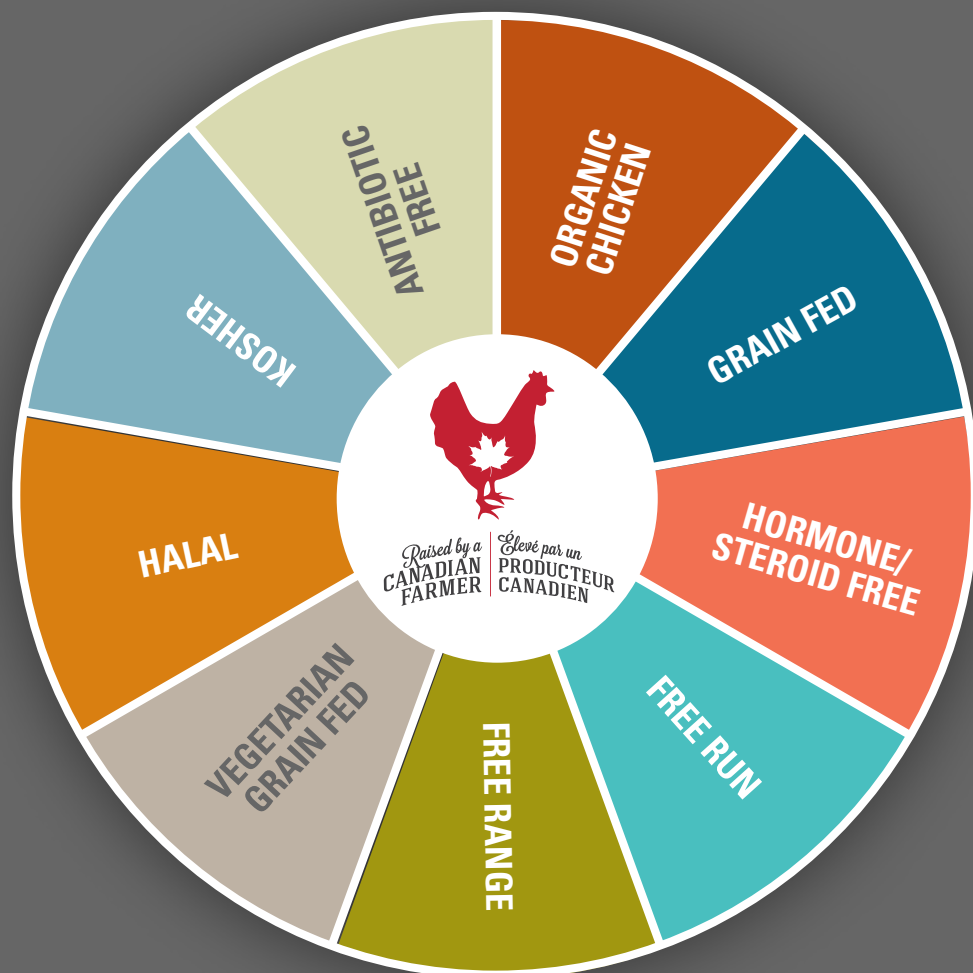 ORGANIC
CHICKEN
GRAIN FED
HORMONE/
STEROID FREE
FREE RUN
FREE RANGE
VEGETARIAN
GRAIN FED
HALAL
KOSHER
ANTIBIOTIC
FREE
Raised by a
CANADIAN
FARMER
Élevé par un
PRODUCTEUR
CANADIEN